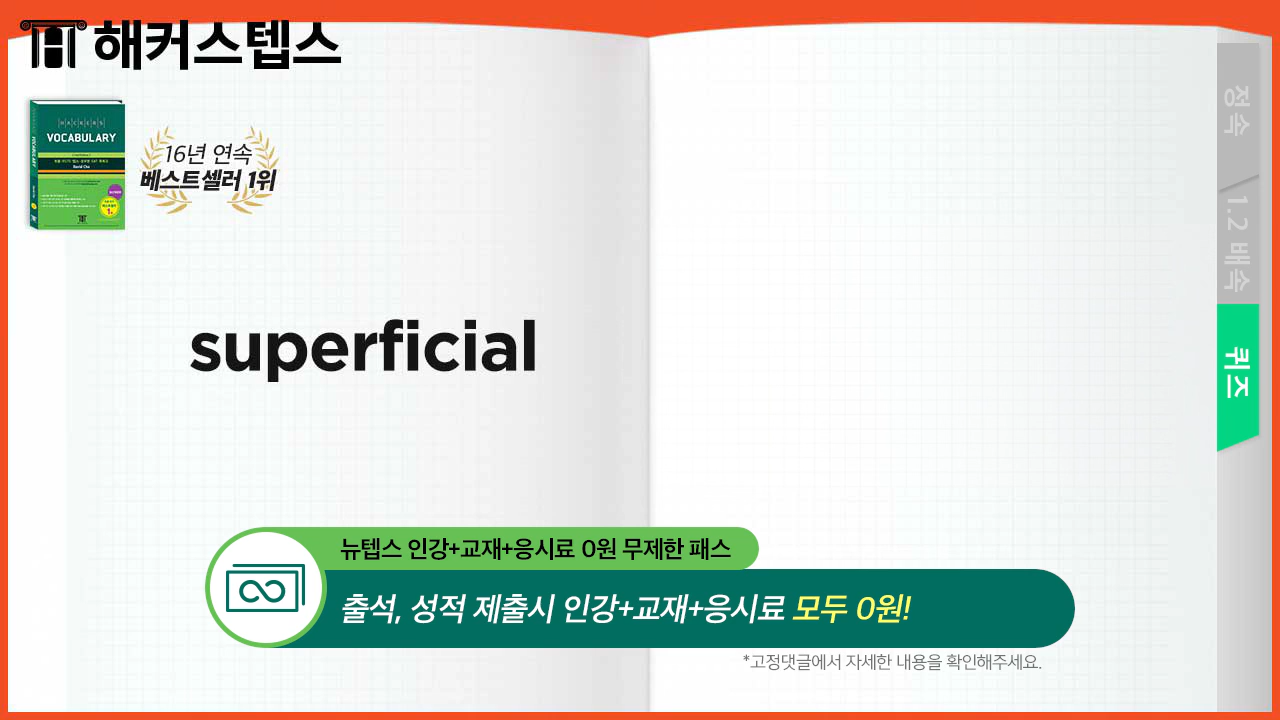 해커스텝스
HACKERS
VOCABULARY
David Cho
VOCABULARY
16년 연속
베스트셀러 1위
superficial
정속
1.2 배속
퀴즈
뉴텝스 인강+교재+응시료 0원 무제한 패스
출석, 성적 제출시 인강+교재+응시료 모두 0원!
*고정댓글에서 자세한 내용을 확인해주세요.